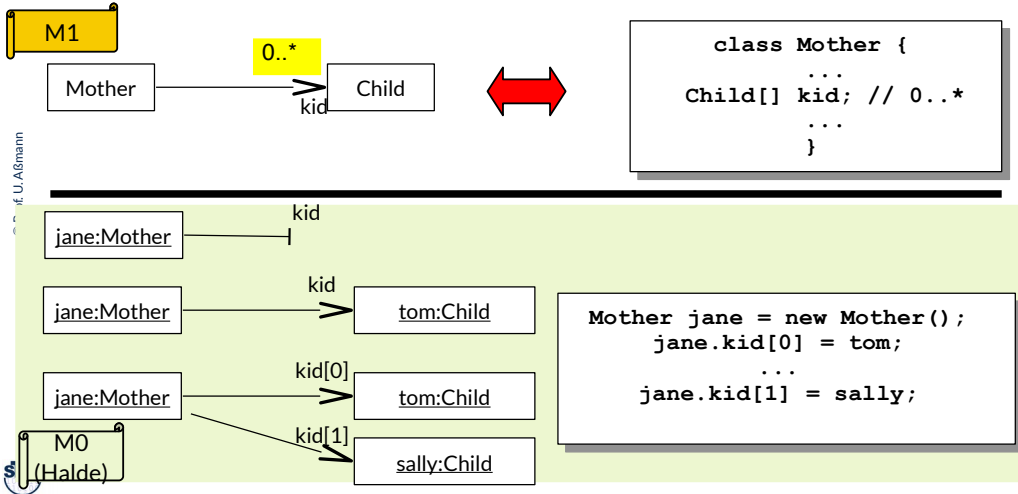 M1
0..*
Mother
Child
kid
class Mother {
...
Child[] kid; // 0..*
...
}
U. Aßmann
kid
jane:Mother
kid
jane:Mother
tom:Child
kid[0]
jane:Mother
tom:Child
kid[1]
sally:Child
Mother jane = new Mother();
jane.kid[0] = tom;
...
jane.kid[1] = sally;
M0
(Halde)